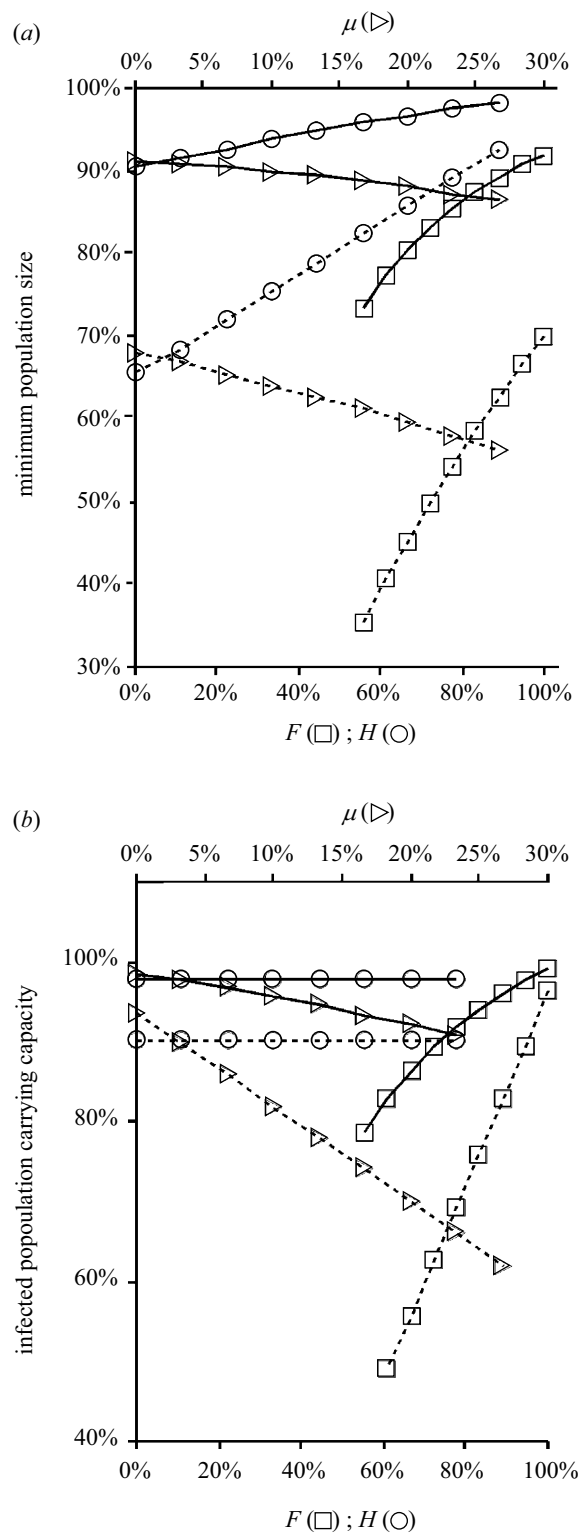 (a)
μ (▷)
0% 5% 10% 15% 20% 25% 30%
100%
90%
80%
70%
60%
50%
40%
30%
minimum population size
0% 20% 40% 60% 80% 100%
F (□) ; H (○)
(b)
μ (▷)
0% 5% 10% 15% 20% 25% 30%
100%
80%
60%
40%
infected popoulation carrying capacity
0% 20% 40% 60% 80% 100%
F (□) ; H (○)